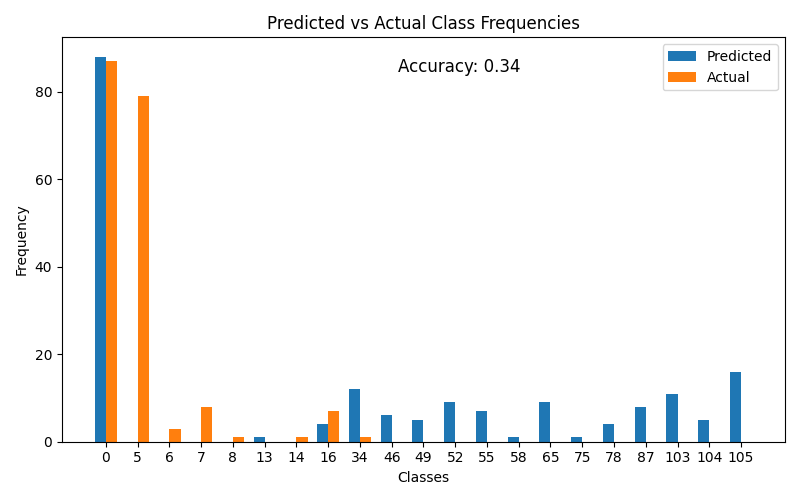 Predicted vs Actual Class Frequencies
Accuracy: 0.34
Predicted
Actual
80
60
40
20
0
Frequency
0 5 6 7 8 13 14 16 34 46 49 52 55 58 65 75 78 87 103 104 105
Classes